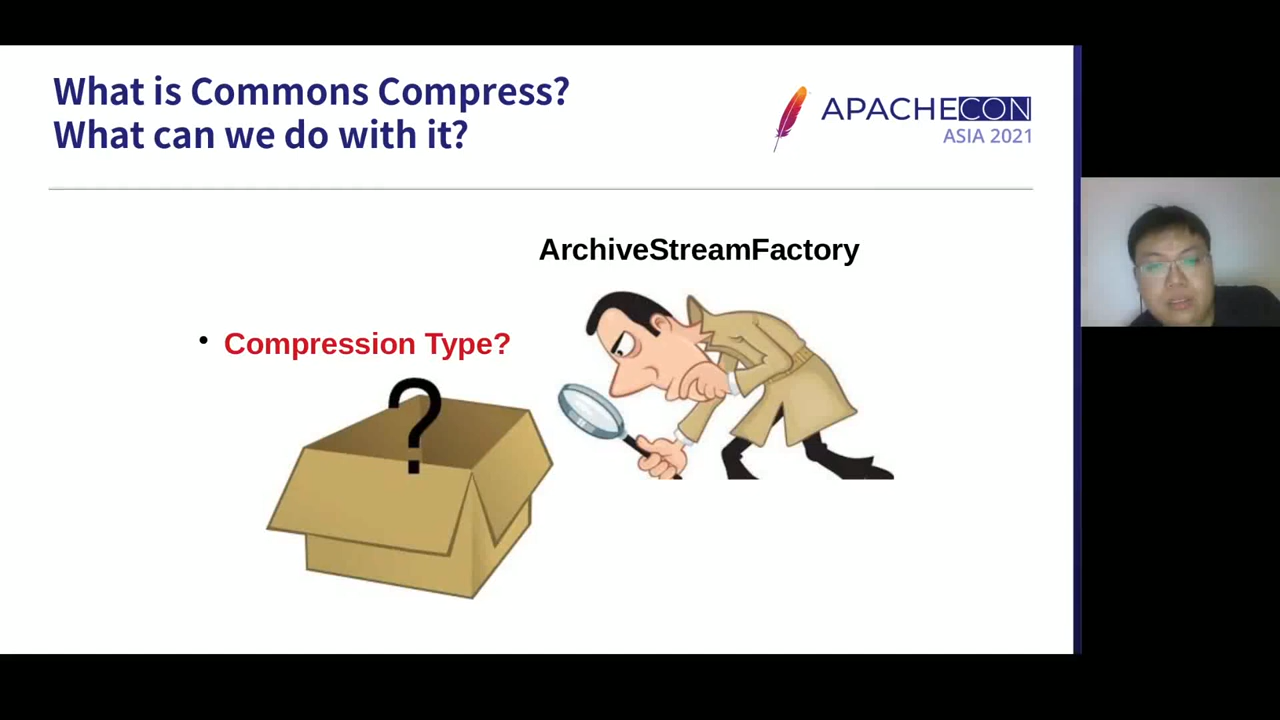 What is Commons Compress?
What can we do with it?
APACHECON
ASIA 2021
ArchiveStreamFactory
• Compression Type?
?